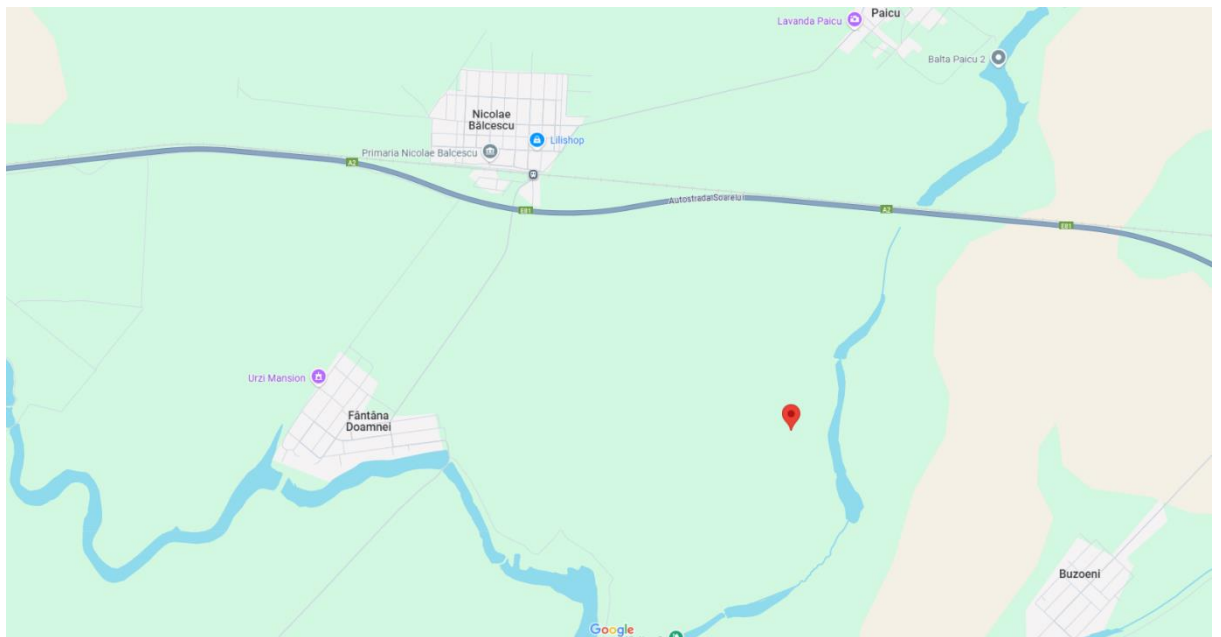 Paicu
Lavanda Paicu
Balta Paicu 2
Nicolae
Bălcescu
Lilishop
Primaria Nicolae Balcescu
A2
Autostrada Soarelui
E81
A2
E81
Urzi Mansion
Fântâna
Doamnei
Buzoeni
Google